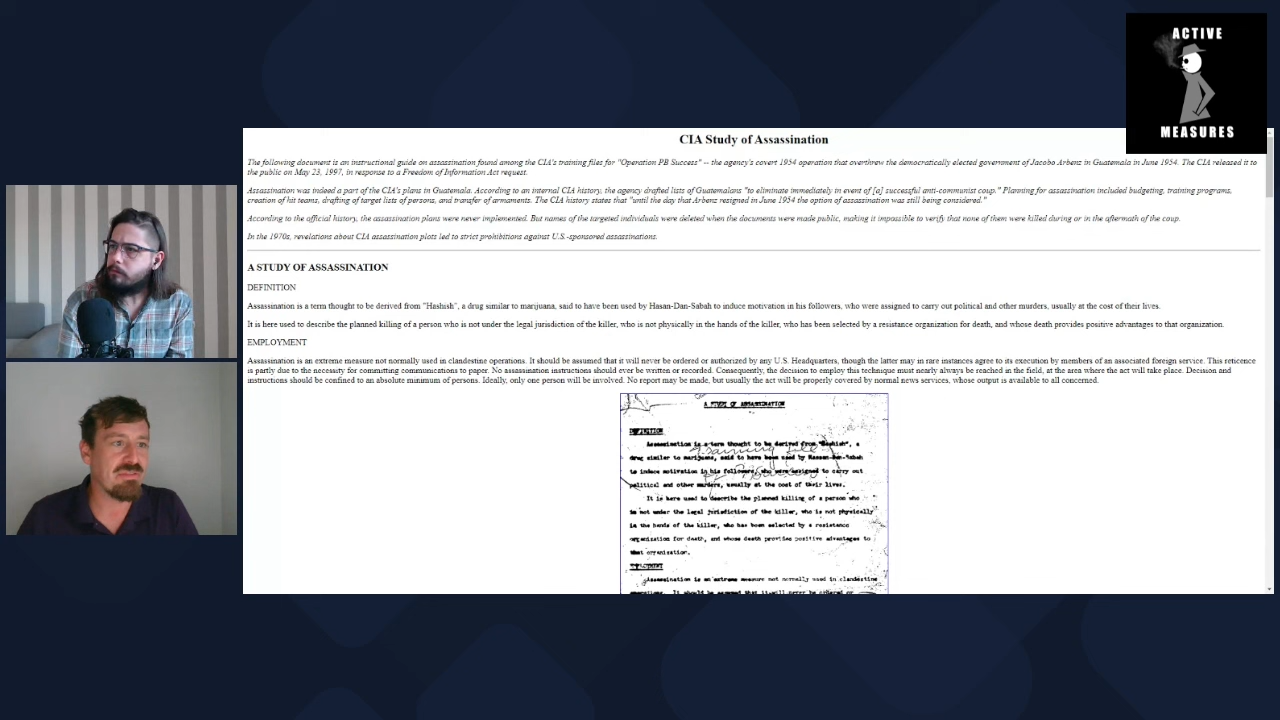 ACTIVE
MEASURES
CIA Study of Assassination
The following document is an instructional guide on assassination found among the CIA's training files for "Operation PB Success" -- the agency's covert 1954 operation that overthrew the democratically elected government of Jacobo Arbenz in Guatemala in June 1954. The CIA released it to
the public on May 23, 1997, in response to a Freedom of Information Act request.
Assassination was indeed a part of the CIA's plans in Guatemala. According to an internal CIA history, the agency drafted lists of Guatemalans "to eliminate immediately in event of [a] successful anti-communist coup." Planning for assassination included budgeting, training programs,
creation of hit teams, drafting of target lists of persons, and transfer of armaments. The CIA history states that "until the day that Arbens resigned in June 1954 the option of assassination was still being considered."
According to the official history, the assassination plans were never implemented. But names of the targeted individuals were deleted when the documents were made public, making it impossible to verify that none of them were killed during or in the aftermath of the coup.
In the 1970s, revelations about CIA assassination plots led to strict prohibitions against U.S.-sponsored assassinations.
A STUDY OF ASSASSINATION
DEFINITION
Assassination is a term thought to be derived from "Hashish", a drug similar to marijuana, said to have been used by Hasan-Dan-Sabah to induce motivation in his followers, who were assigned to carry out political and other murders, usually at the cost of their lives.
It is here used to describe the planned killing of a person who is not under the legal jurisdiction of the killer, who is not physically in the hands of the killer, who has been selected by a resistance organization for death, and whose death provides positive advantages to that organization.
EMPLOYMENT
Assassination is an extreme measure not normally used in clandestine operations. It should be assumed that it will never be ordered or authorized by any U.S. Headquarters, though the latter may in rare instances agree to its execution by members of an associated foreign service. This reticence
is partly due to the necessity for committing communications to paper. No assassination instructions should ever be written or recorded. Consequently, the decision to employ this technique must nearly always be reached in the field, at the area where the act will take place. Decision and
instructions should be confined to an absolute minimum of persons. Ideally, only one person will be involved. No report may be made, but usually the act will be properly covered by normal news services, whose output is available to all concerned.
A STUDY OF ASSASSINATION
DEFINITION
Assassination is a term thought to be derived from "Hashish", a
drug similar to marijuana, said to have been used by Hasan-Dan-Sabah
to induce motivation in his followers, who were assigned to carry out
political and other murders, usually at the cost of their lives.
It is here used to describe the planned killing of a person who
is not under the legal jurisdiction of the killer, who is not physically
in the hands of the killer, who has been selected by a resistance
organization for death, and whose death provides positive advantages to
that organization.
EMPLOYMENT
Assassination is an extreme measure not normally used in clandestine
operations. It should be assumed that it will never be ordered or